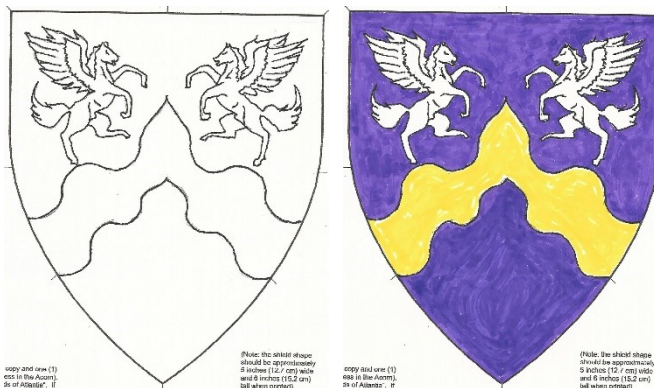 copy and one (1)
ess in the Acorn).
ds of Atlantia". If
(Note: the shield shape
should be approximately
5 inches (12.7 cm) wide
and 6 inches (15.2 cm)
tall when printed)
copy and one (1)
ess in the Acorn).
ds of Atlantia". If
(Note: the shield shape
should be approximately
5 inches (12.7 cm) wide
and 6 inches (15.2 cm)
tall when printed)